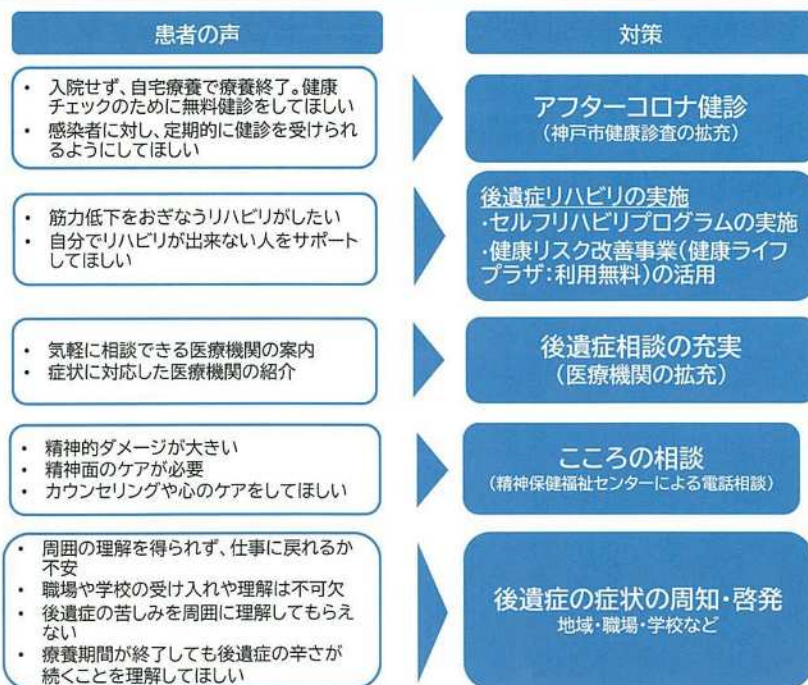 患者の声
対策
・ 入院せず、自宅療養で療養終了。健康
チェックのために無料健診をしてほしい
・ 感染者に対し、定期的に健診を受けられ
るようにしてほしい
アフターコロナ健診
(神戸市健康診査の拡充)
・ 筋力低下をおぎなうリハビリがしたい
・ 自分でリハビリが出来ない人をサポート
してほしい
後遺症リハビリの実施
・セルフリハビリプログラムの実施
・健康リスク改善事業(健康ライフ
プラザ:利用無料)の活用
・ 気軽に相談できる医療機関の案内
・ 症状に対応した医療機関の紹介
後遺症相談の充実
(医療機関の拡充)
・ 精神的ダメージが大きい
・ 精神面のケアが必要
・ カウンセリングや心のケアをしてほしい
こころの相談
(精神保健福祉センターによる電話相談)
・ 周囲の理解を得られず、仕事に戻れるか
不安
・ 職場や学校の受け入れや理解は不可欠
・ 後遺症の苦しみを周囲に理解してもらえ
ない
・ 療養期間が終了しても後遺症の辛さが
続くことを理解してほしい
後遺症の症状の周知・啓発
地域・職場・学校など